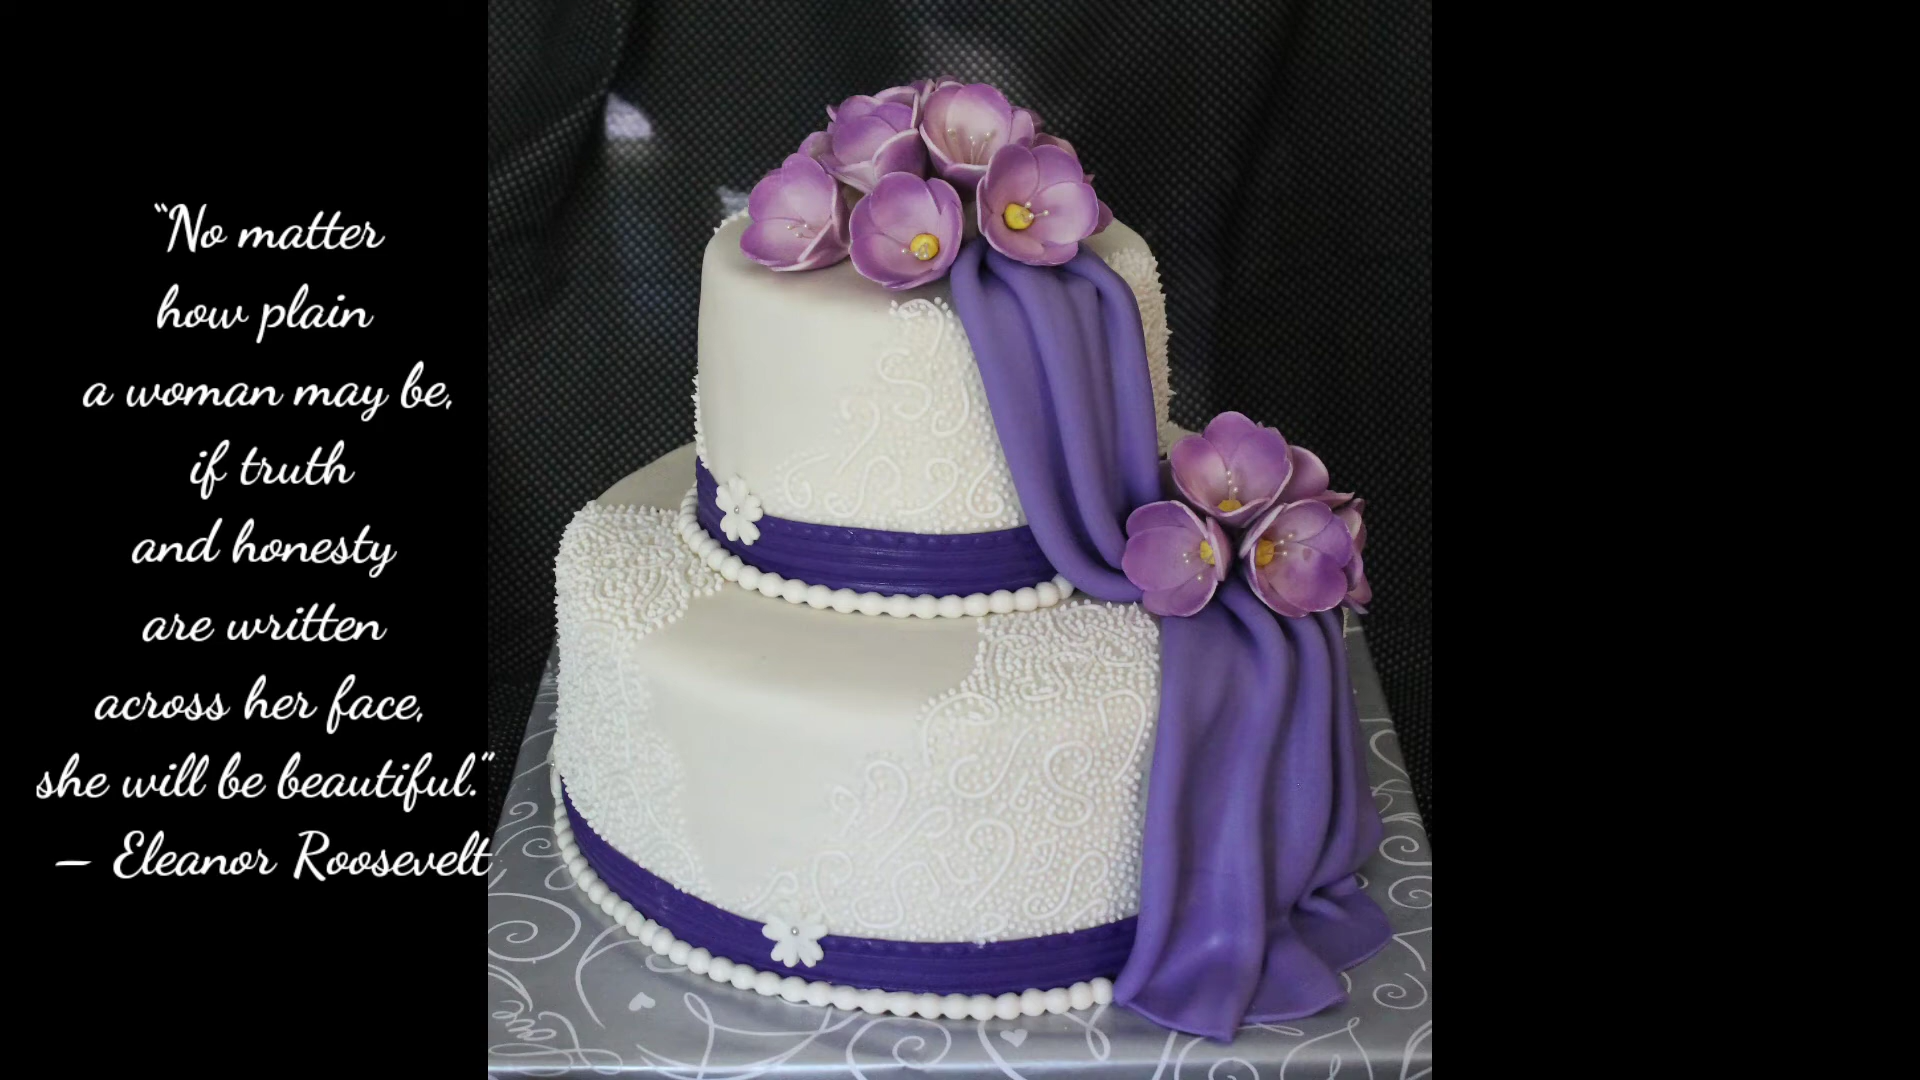 “No matter
how plain
a woman may be,
if truth
and honesty
are written
across her face,
she will be beautiful.”
– Eleanor Roosevelt